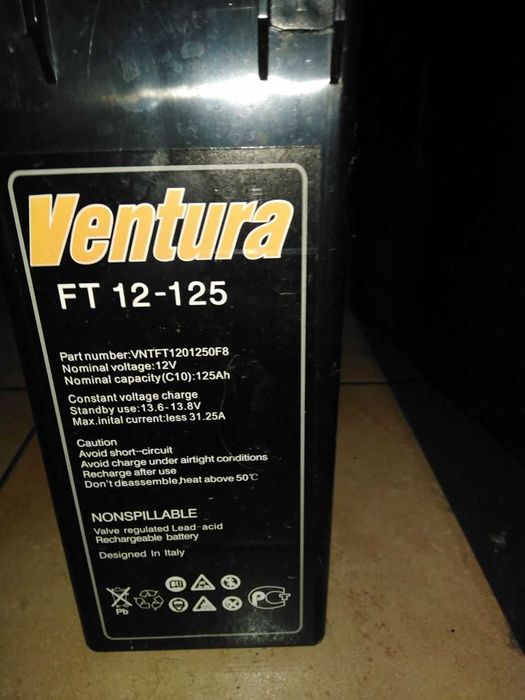 Ventura
FT 12-125
Part number:VNTFT1201250F8
Nominal voltage:12V
Nominal capacity(C10):125Ah
Constant voltage charge
Standby use:13.6-13.8V
Max.inital current:less 31.25A
Caution
Avoid short-circuit
Avoid charge under airtight conditions
Recharge after use
Don't disassemble,heat above 50℃
NONSPILLABLE
Valve regulated Lead-acid
Rechargeable battery
Designed In Italy
Pb